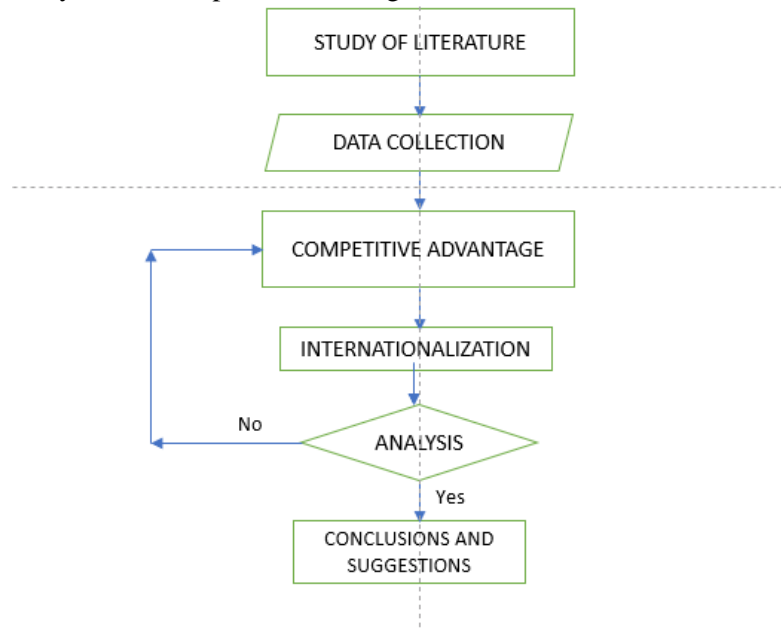 STUDY OF LITERATURE
DATA COLLECTION
COMPETITIVE ADVANTAGE
INTERNATIONALIZATION
No
ANALYSIS
Yes
CONCLUSIONS AND
SUGGESTIONS